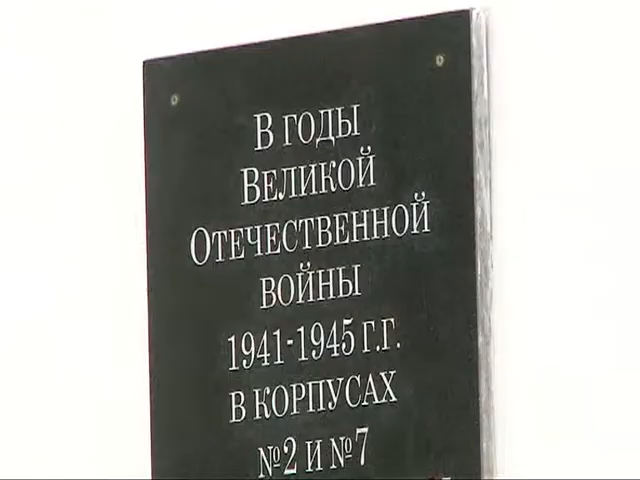 В ГОДЫ
ВЕЛИКОЙ
ОТЕЧЕСТВЕННОЙ
ВОЙНЫ
1941-1945 Г.Г.
В КОРПУСАХ
№2 И №7